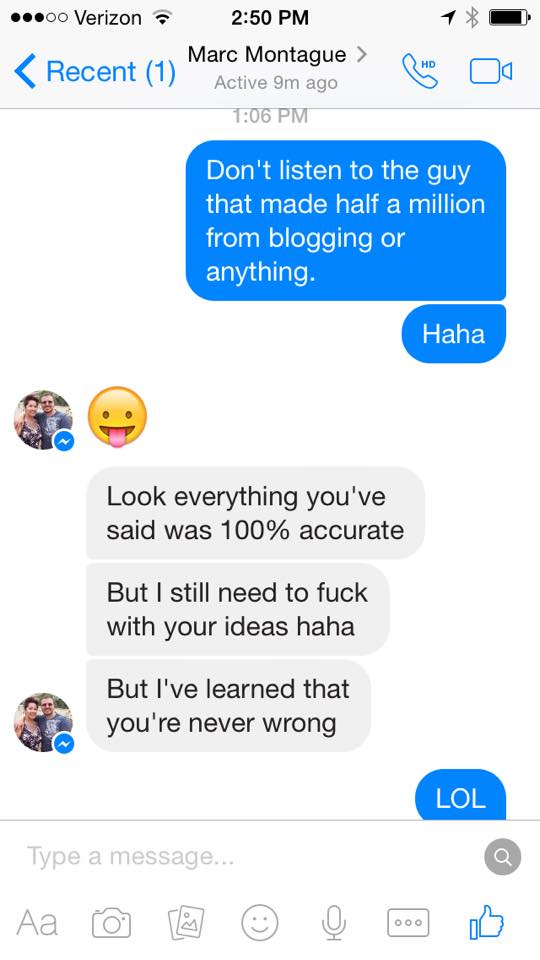 Verizon 2:50 PM
Recent (1) Marc Montague HD
Active 9m ago
1:06 PM
Don't listen to the guy
that made half a million
from blogging or
anything.
Haha
Look everything you've
said was 100% accurate
But I still need to fuck
with your ideas haha
But I've learned that
you're never wrong
LOL
Type a message...
Aa